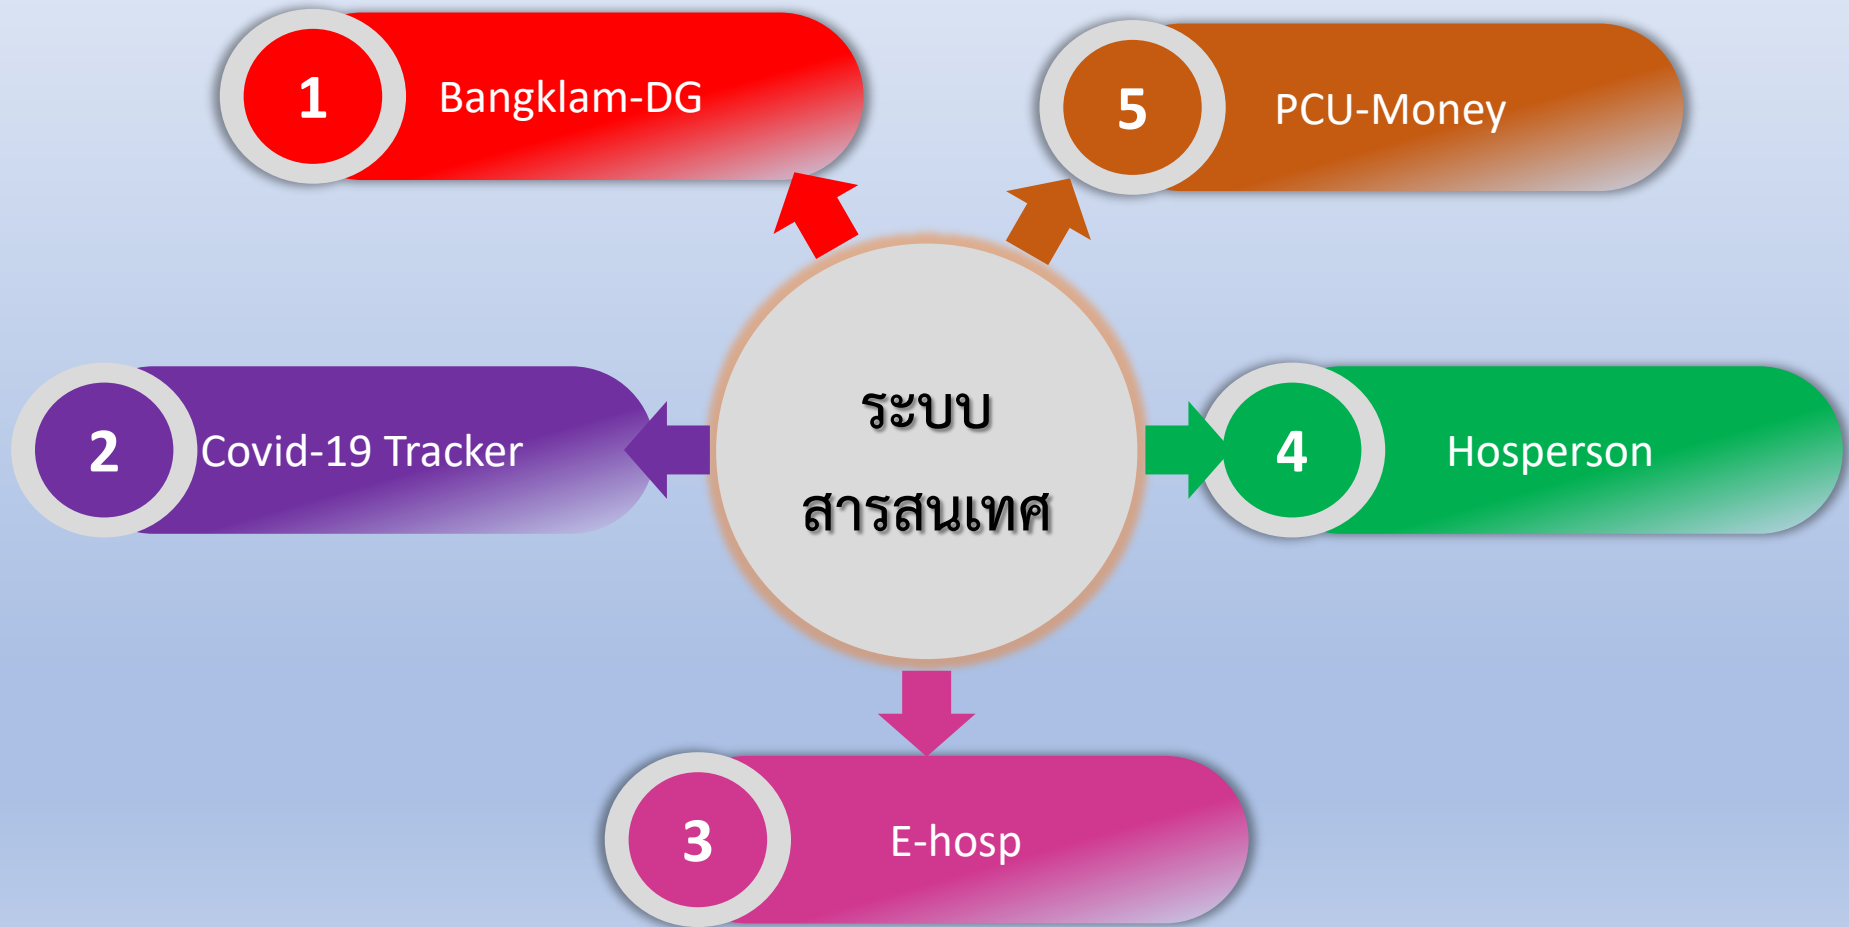 1 Bangklam-DG
5 PCU-Money
ระบบ
สารสนเทศ
2 Covid-19 Tracker
4 Hosperson
3 E-hosp